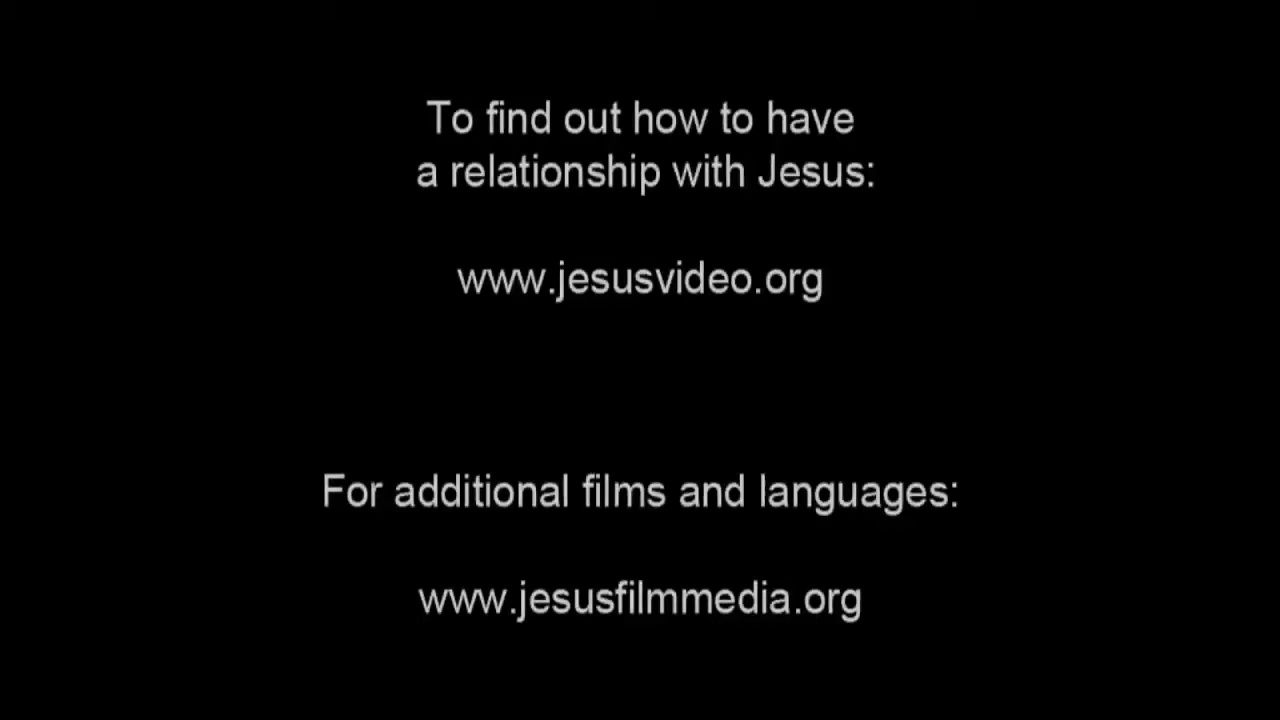 To find out how to have
a relationship with Jesus:
www.jesusvideo.org
For additional films and languages:
www.jesusfilmmedia.org